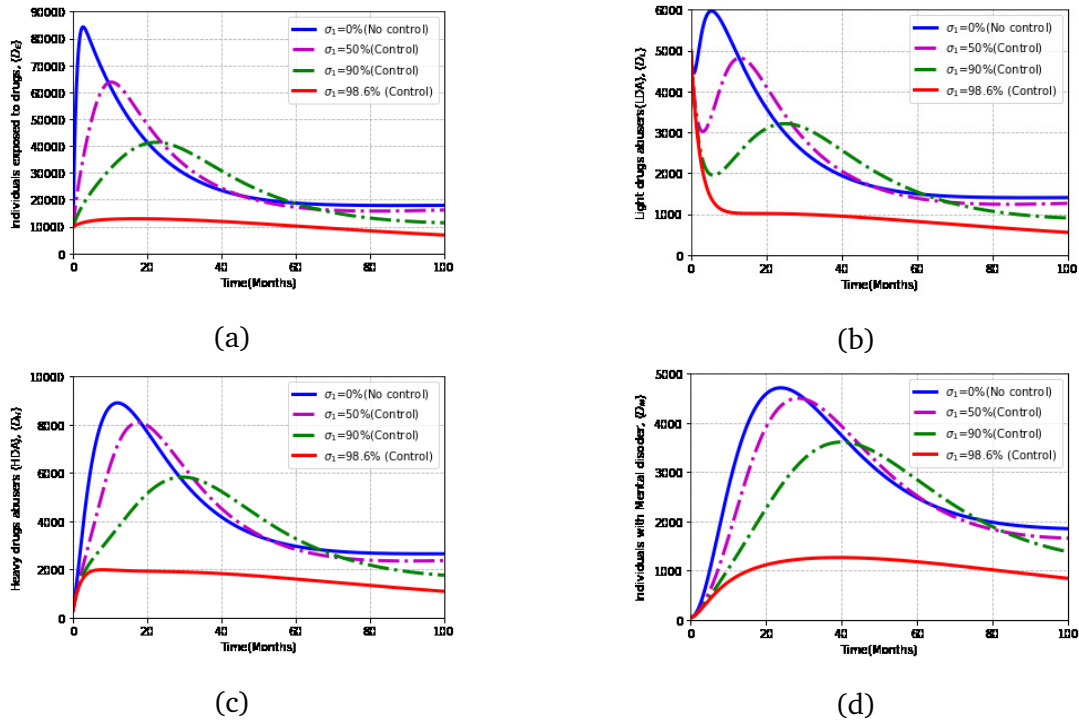 90000
80000
70000
60000
50000
40000
30000
20000
10000
0
Individuals exposed to drugs, {D_E}
σ₁=0%(No control)
σ₁=50%(Control)
σ₁=90%(Control)
σ₁=98.6% (Control)
0 20 40 60 80 100
Time(Months)
(a)
6000
5000
4000
3000
2000
1000
0
Light drugs abusers{LDA}, {D_L}
σ₁=0%(No control)
σ₁=50%(Control)
σ₁=90%(Control)
σ₁=98.6% (Control)
0 20 40 60 80 100
Time(Months)
(b)
10000
8000
6000
4000
2000
0
Heavy drugs abusers {HDA}, {D_H}
σ₁=0%(No control)
σ₁=50%(Control)
σ₁=90%(Control)
σ₁=98.6% (Control)
0 20 40 60 80 100
Time(Months)
(c)
5000
4000
3000
2000
1000
0
Individuals with Mental disoder, {D_M}
σ₁=0%(No control)
σ₁=50%(Control)
σ₁=90%(Control)
σ₁=98.6% (Control)
0 20 40 60 80 100
Time(Months)
(d)